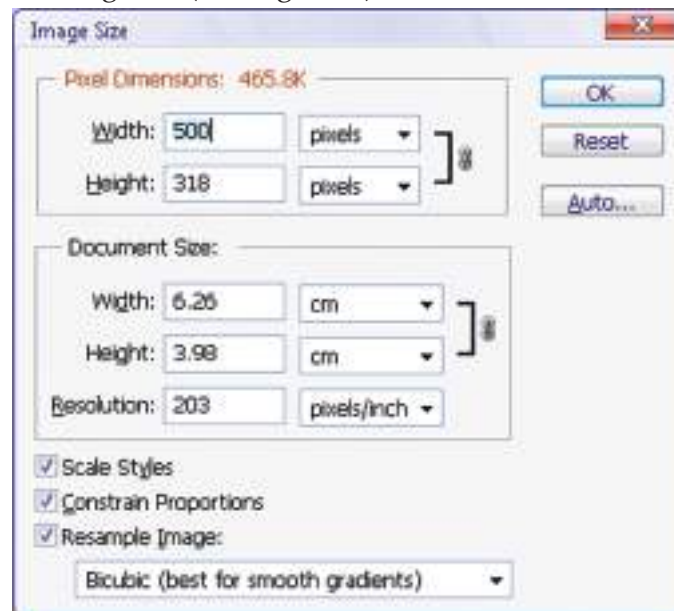 Image Size
Pixel Dimensions: 465.8K
Width: 500 pixels
Height: 318 pixels
OK
Reset
Auto...
Document Size:
Width: 6.26 cm
Height: 3.98 cm
Resolution: 203 pixels/inch
Scale Styles
Constrain Proportions
Resample Image:
Bicubic (best for smooth gradients)